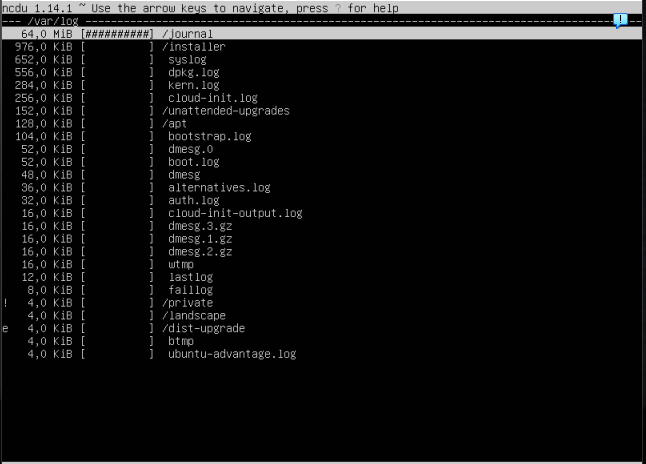 ncdu 1.14.1 ~ Use the arrow keys to navigate, press ? for help
--- /var/log ---
64,0 MiB [##########] /journal
976,0 KiB [          ] /installer
652,0 KiB [          ]  syslog
556,0 KiB [          ]  dpkg.log
284,0 KiB [          ]  kern.log
256,0 KiB [          ]  cloud-init.log
152,0 KiB [          ] /unattended-upgrades
128,0 KiB [          ] /apt
104,0 KiB [          ]  bootstrap.log
52,0 KiB [          ]  dmesg.0
52,0 KiB [          ]  boot.log
48,0 KiB [          ]  dmesg
36,0 KiB [          ]  alternatives.log
32,0 KiB [          ]  auth.log
16,0 KiB [          ]  cloud-init-output.log
16,0 KiB [          ]  dmesg.3.gz
16,0 KiB [          ]  dmesg.1.gz
16,0 KiB [          ]  dmesg.2.gz
16,0 KiB [          ]  wtmp
12,0 KiB [          ]  lastlog
8,0 KiB [          ]  faillog
! 4,0 KiB [          ] /private
4,0 KiB [          ] /landscape
e 4,0 KiB [          ] /dist-upgrade
4,0 KiB [          ]  btmp
4,0 KiB [          ]  ubuntu-advantage.log